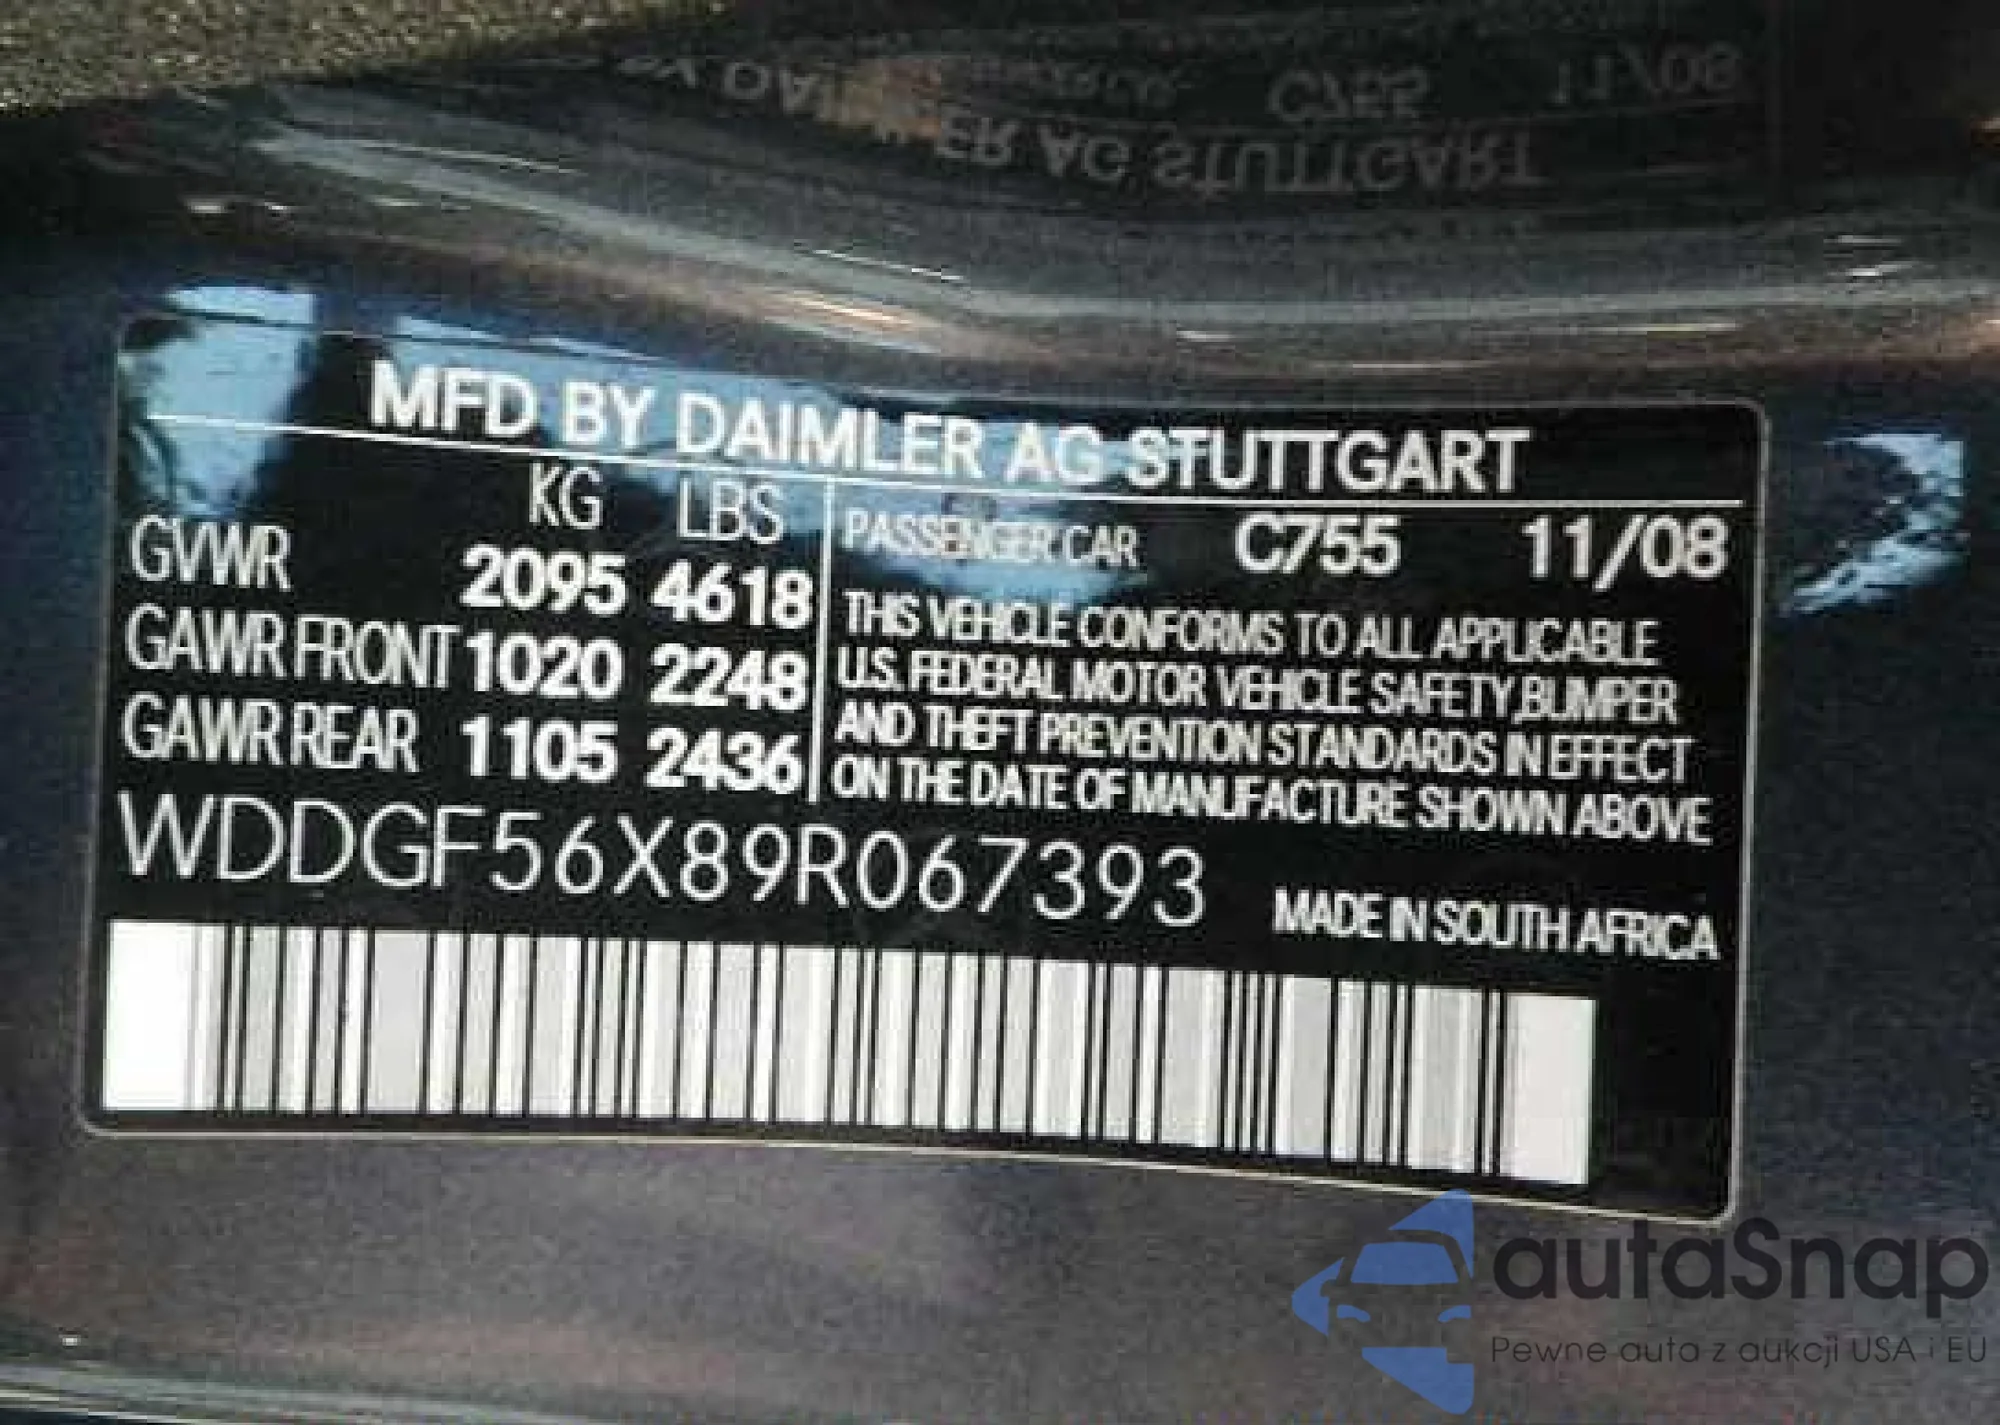 MFD BY DAIMLER AG STUTTGART
KG LBS
GVWR 2095 4618
GAWR FRONT 1020 2248
GAWR REAR 1105 2436
PASSENGER CAR C755 11/08
THIS VEHICLE CONFORMS TO ALL APPLICABLE
U.S. FEDERAL MOTOR VEHICLE SAFETY,BUMPER
AND THEFT PREVENTION STANDARDS IN EFFECT
ON THE DATE OF MANUFACTURE SHOWN ABOVE
WDDGF56X89R067393
MADE IN SOUTH AFRICA
autaSnap
Pewne auta z aukcji USA i EU